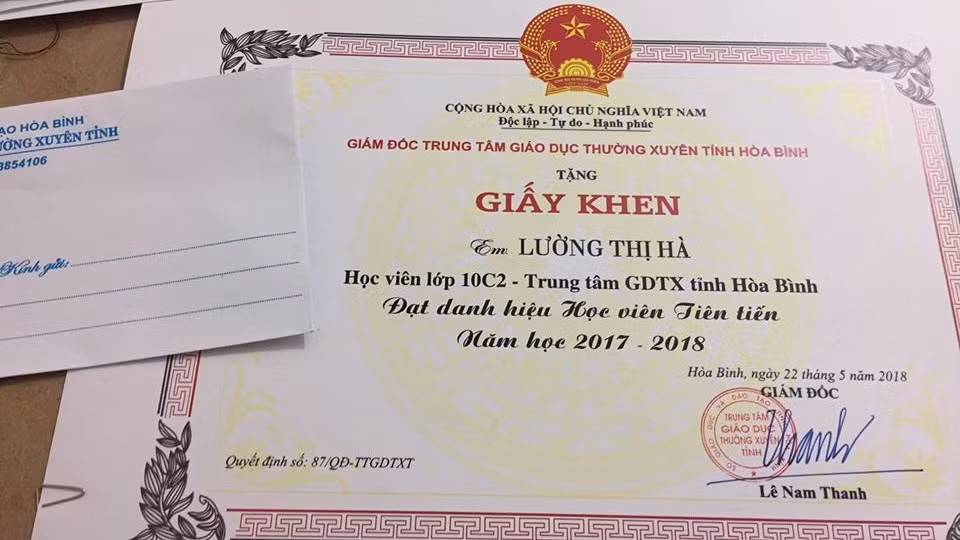 ẠO HÒA BÌNH
ƯỜNG XUYÊN TỈNH
3854106
Kính gửi:
CỘNG HÒA XÃ HỘI CHỦ NGHĨA VIỆT NAM
Độc lập - Tự do - Hạnh phúc
GIÁM ĐỐC TRUNG TÂM GIÁO DỤC THƯỜNG XUYÊN TỈNH HÒA BÌNH
TẶNG
GIẤY KHEN
Em: LƯỜNG THỊ HÀ
Học viên lớp 10C2 - Trung tâm GDTX tỉnh Hòa Bình
Đạt danh hiệu Học viên Tiên tiến
Năm học 2017 - 2018
Hòa Bình, ngày 22 tháng 5 năm 2018
GIÁM ĐỐC
TRUNG TÂM
GIÁO DỤC
THƯỜNG XUYÊN
TỈNH
Thanh
Quyết định số: 87/QĐ-TTGDTXT
Lê Nam Thanh